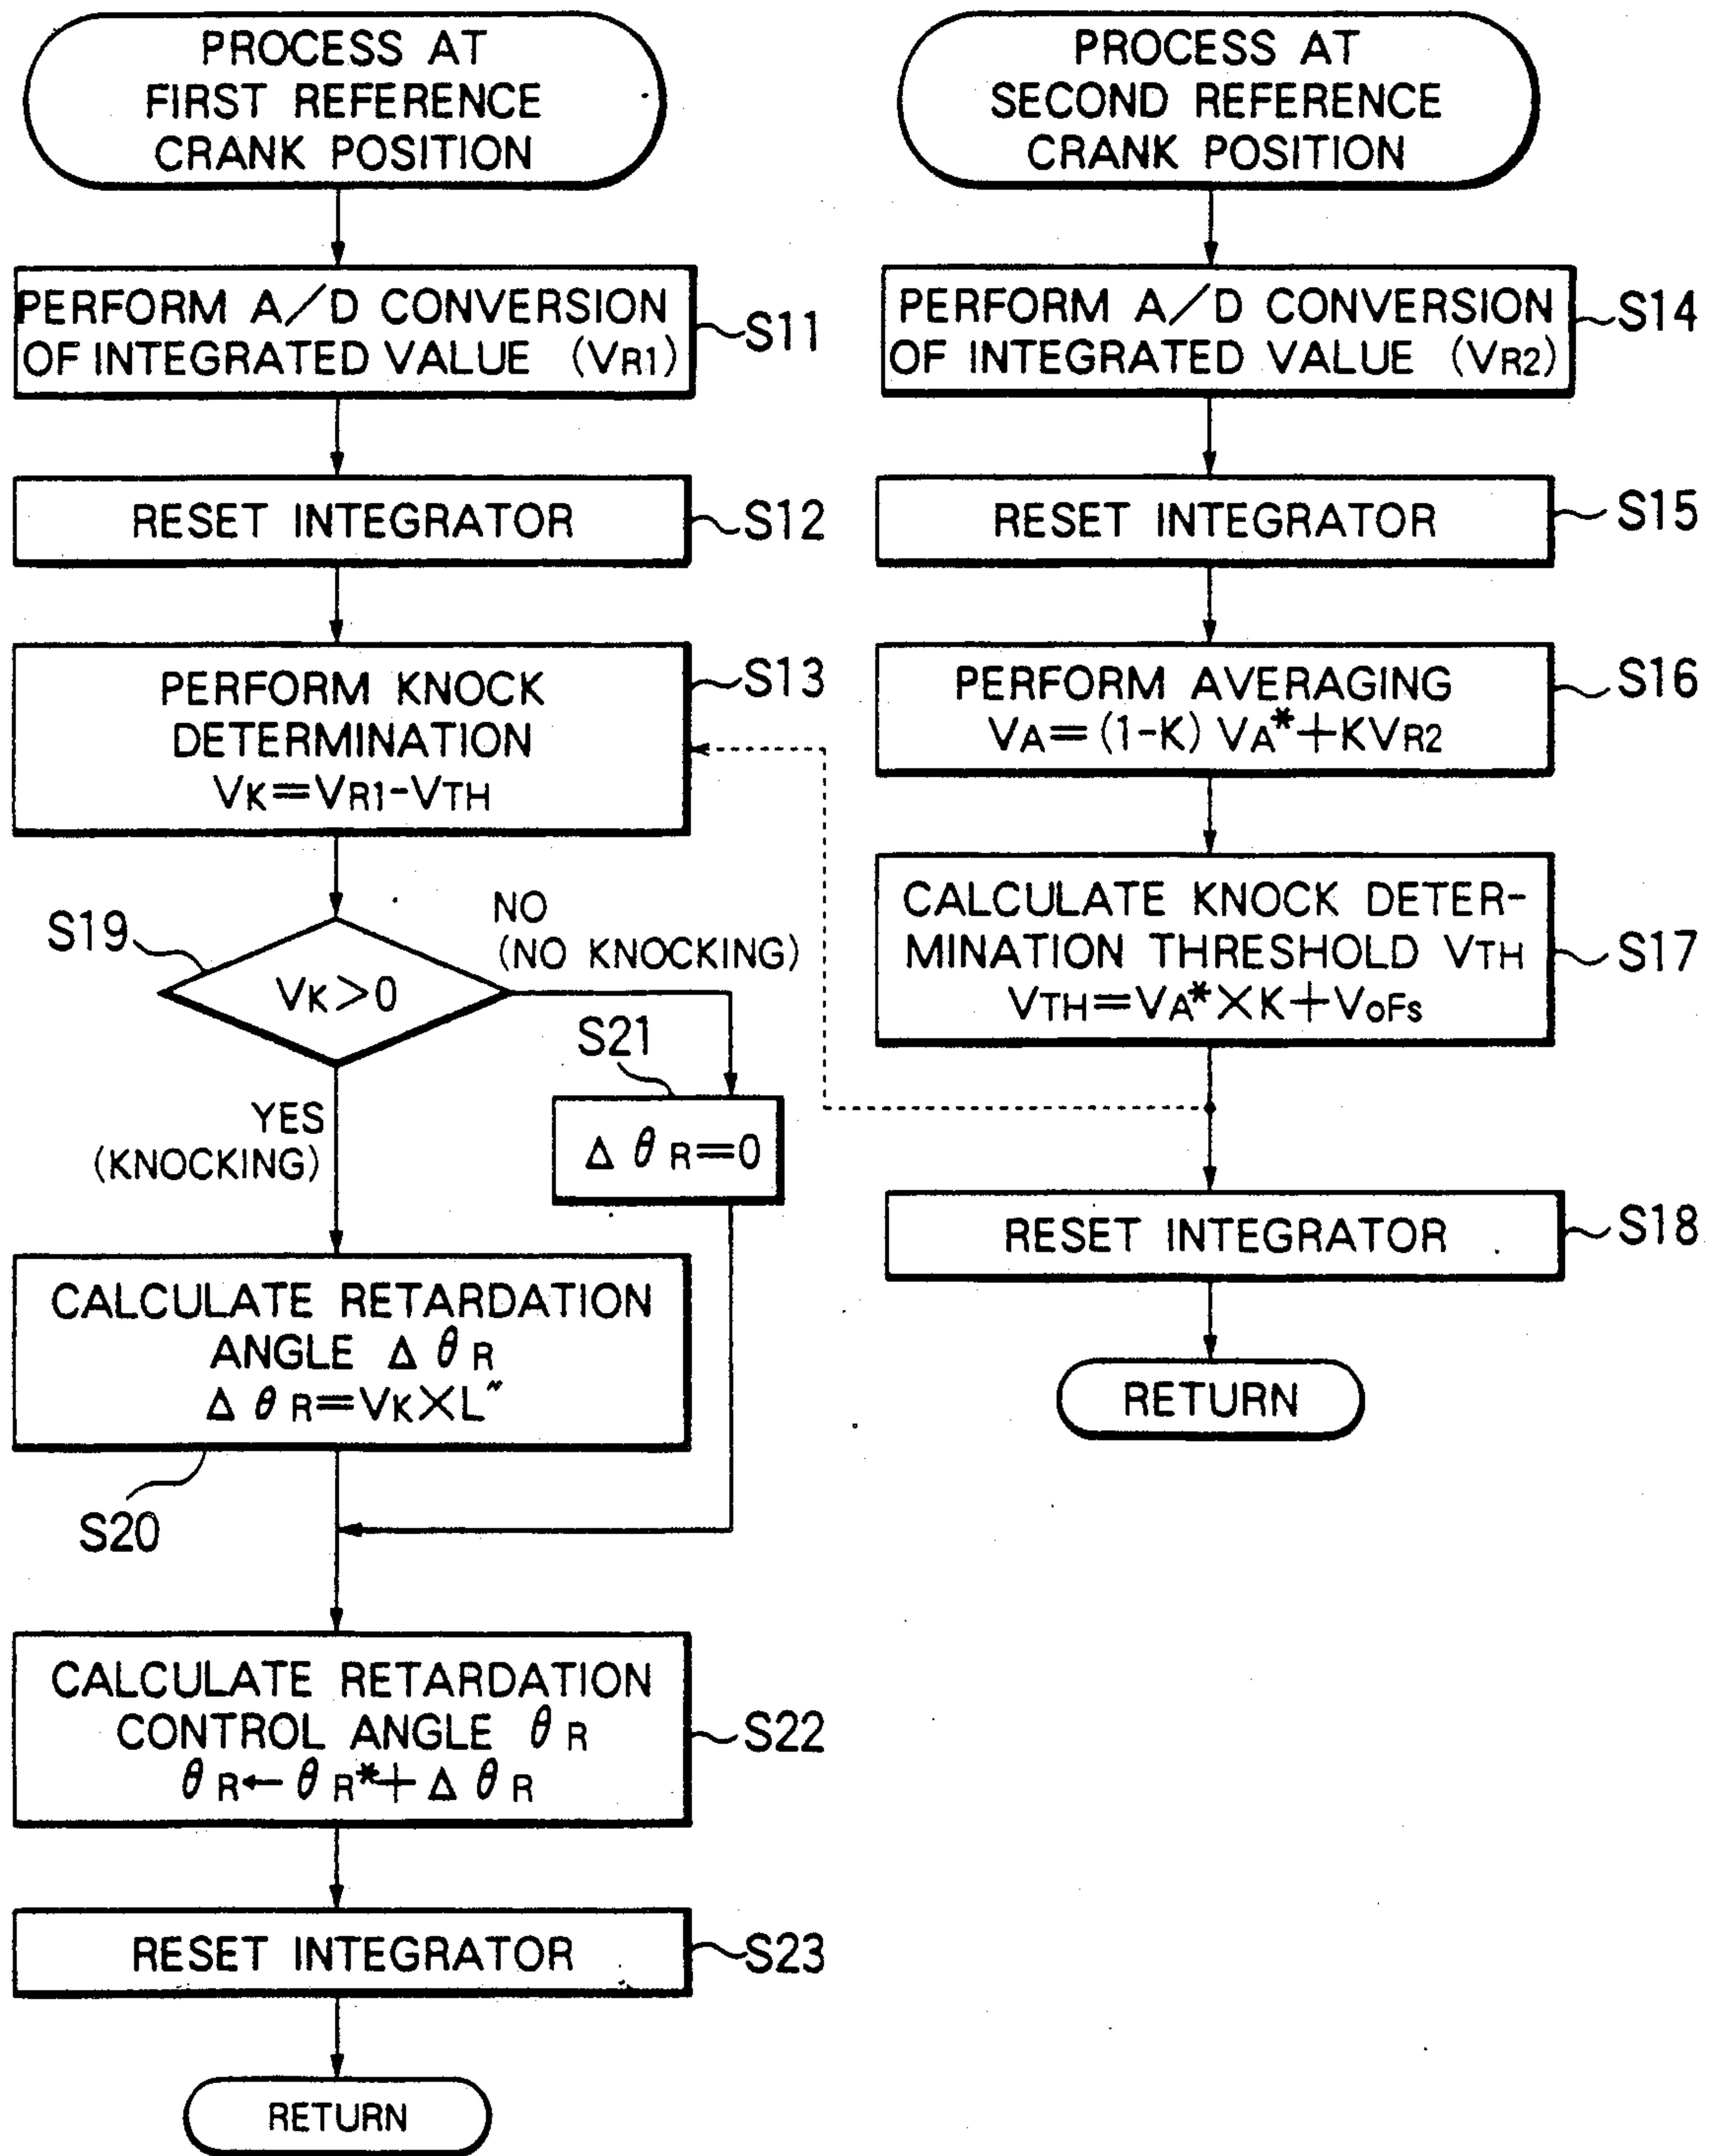 PROCESS AT
FIRST REFERENCE
CRANK POSITION
PERFORM A/D CONVERSION
OF INTEGRATED VALUE (VR1)
S11
RESET INTEGRATOR
S12
PERFORM KNOCK
DETERMINATION
VK=VR1-VTH
S13
S19
VK>0
NO
(NO KNOCKING)
S21
Δ θ R=0
YES
(KNOCKING)
CALCULATE RETARDATION
ANGLE Δ θ R
Δ θ R=VK×L″
S20
CALCULATE RETARDATION
CONTROL ANGLE θ R
θ R← θ R*+ Δ θ R
S22
RESET INTEGRATOR
S23
RETURN
PROCESS AT
SECOND REFERENCE
CRANK POSITION
PERFORM A/D CONVERSION
OF INTEGRATED VALUE (VR2)
S14
RESET INTEGRATOR
S15
PERFORM AVERAGING
VA=(1-K) VA*+KVR2
S16
CALCULATE KNOCK DETER-
MINATION THRESHOLD VTH
VTH=VA*×K+VoFs
S17
RESET INTEGRATOR
S18
RETURN